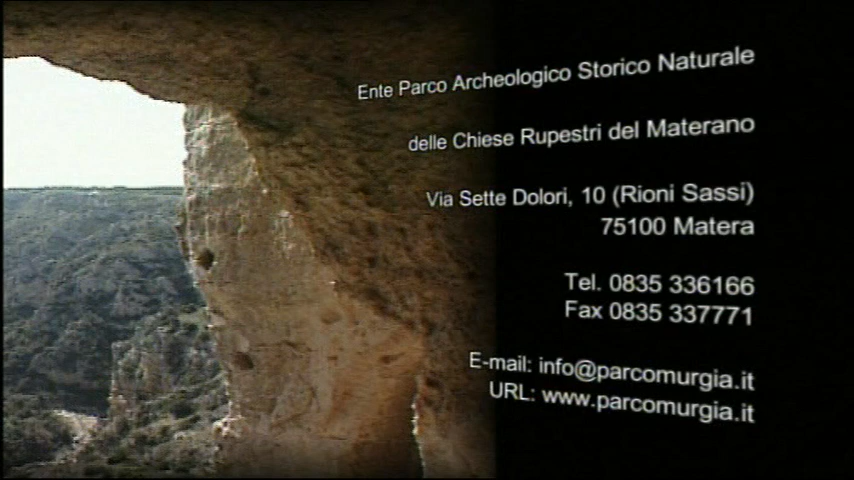 Ente Parco Archeologico Storico Naturale
delle Chiese Rupestri del Materano
Via Sette Dolori, 10 (Rioni Sassi)
75100 Matera
Tel. 0835 336166
Fax 0835 337771
E-mail: info@parcomurgia.it
URL: www.parcomurgia.it